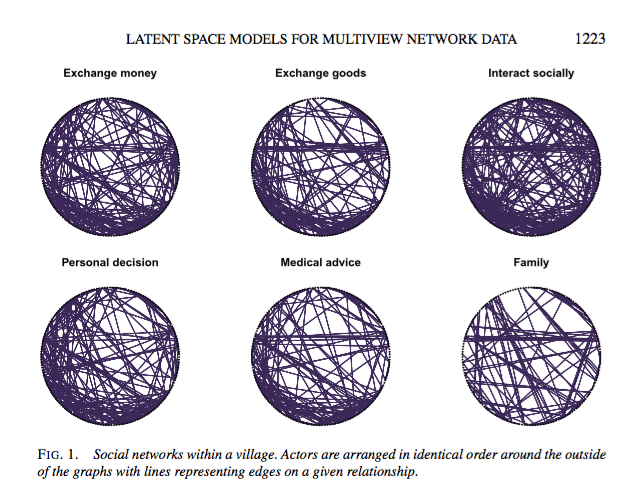 LATENT SPACE MODELS FOR MULTIVIEW NETWORK DATA 1223
Exchange money Exchange goods Interact socially
Personal decision Medical advice Family
FIG. 1. Social networks within a village. Actors are arranged in identical order around the outside
of the graphs with lines representing edges on a given relationship.